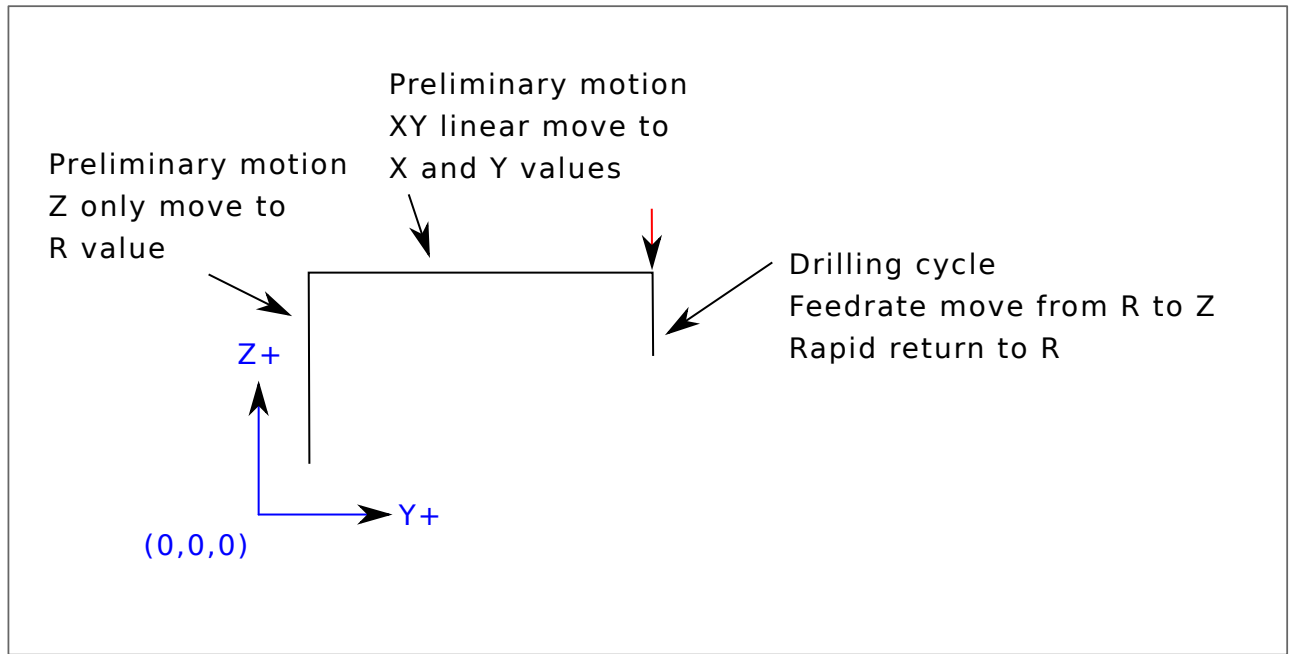 Preliminary motion
XY linear move to
X and Y values
Preliminary motion
Z only move to
R value
Drilling cycle
Feedrate move from R to Z
Rapid return to R
Z+
Y+
(0,0,0)